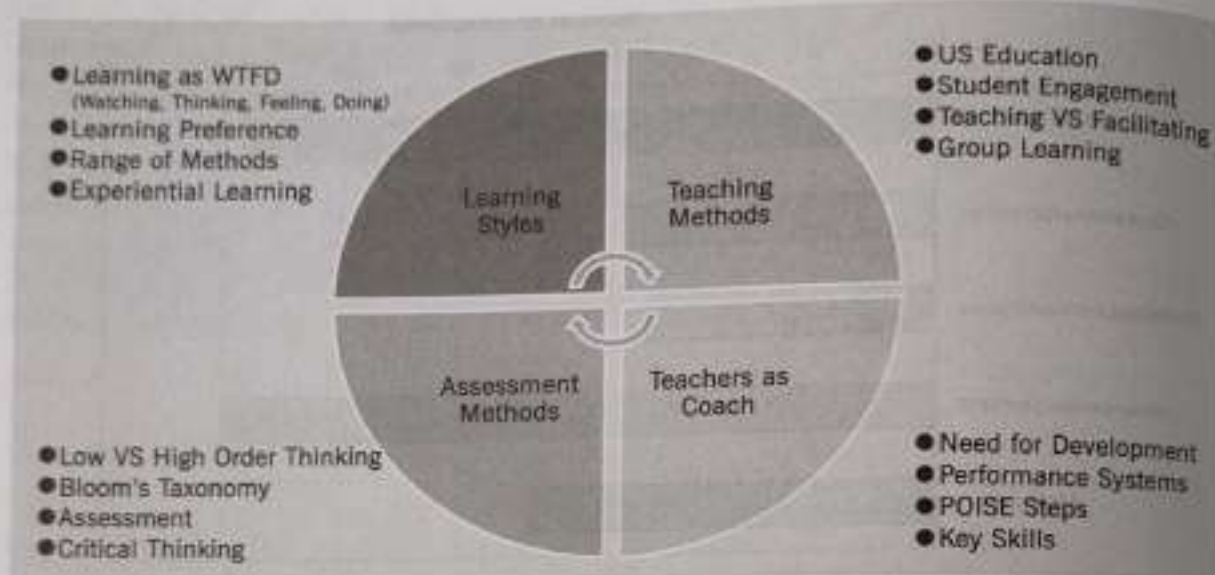 ●Learning as WTFD
(Watching, Thinking, Feeling, Doing)
●Learning Preference
●Range of Methods
●Experiential Learning
●US Education
●Student Engagement
●Teaching VS Facilitating
●Group Learning
Learning
Styles
Teaching
Methods
Assessment
Methods
Teachers as
Coach
●Low VS High Order Thinking
●Bloom's Taxonomy
●Assessment
●Critical Thinking
●Need for Development
●Performance Systems
●POISE Steps
●Key Skills